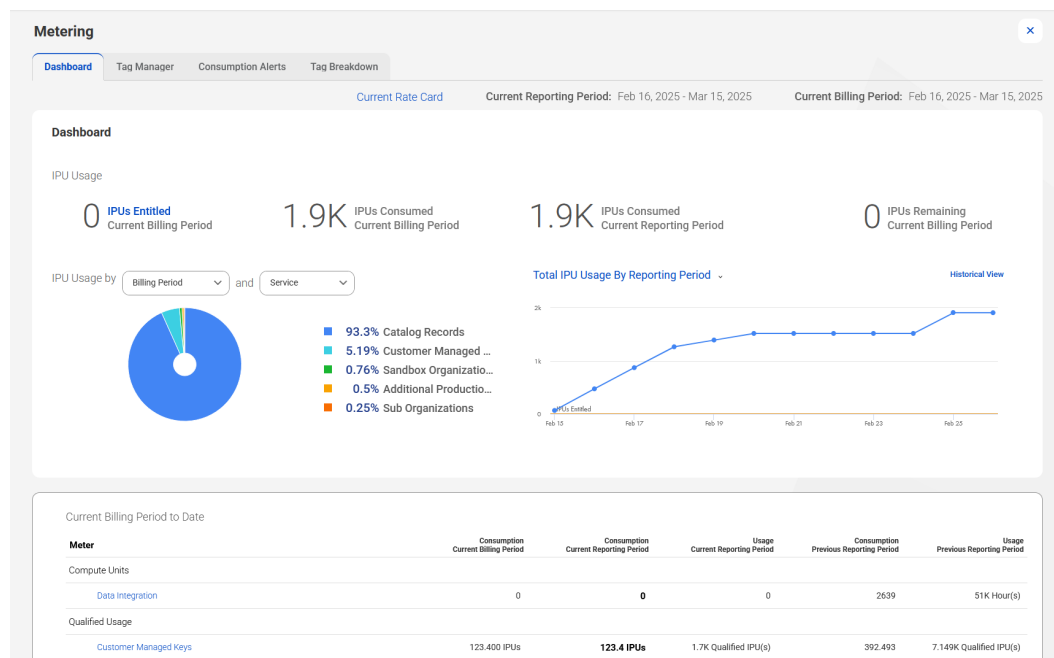 Metering
Dashboard Tag Manager Consumption Alerts Tag Breakdown
Current Rate Card Current Reporting Period: Feb 16, 2025 - Mar 15, 2025 Current Billing Period: Feb 16, 2025 - Mar 15, 2025
Dashboard
IPU Usage
0 IPUs Entitled Current Billing Period
1.9K IPUs Consumed Current Billing Period
1.9K IPUs Consumed Current Reporting Period
0 IPUs Remaining Current Billing Period
IPU Usage by Billing Period and Service
93.3% Catalog Records
5.19% Customer Managed ...
0.76% Sandbox Organizatio...
0.5% Additional Productio...
0.25% Sub Organizations
Total IPU Usage By Reporting Period Historical View
2k
1k
0
IPUs Entitled
Feb 15 Feb 17 Feb 19 Feb 21 Feb 23 Feb 25
Current Billing Period to Date
Meter Consumption Current Billing Period Consumption Current Reporting Period Usage Current Reporting Period Consumption Previous Reporting Period Usage Previous Reporting Period
Compute Units
Data Integration 0 0 0 2639 51K Hour(s)
Qualified Usage
Customer Managed Keys 123.400 IPUs 123.4 IPUs 1.7K Qualified IPU(s) 392.493 7.149K Qualified IPU(s)